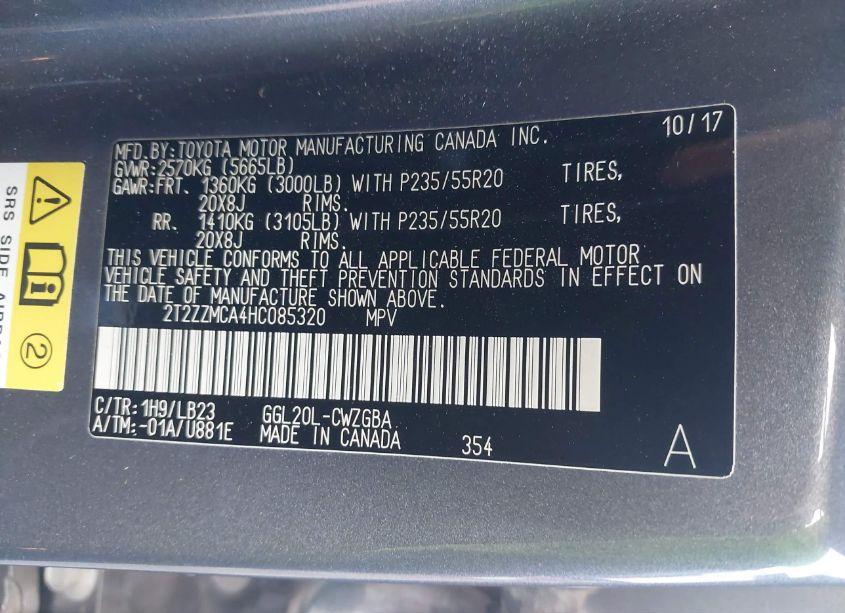 MFD.BY:TOYOTA MOTOR MANUFACTURING CANADA INC. 10/17
GVWR:2570KG (5665LB)
GAWR:FRT. 1360KG (3000LB) WITH P235/55R20 TIRES,
20X8J RIMS.
RR. 1410KG (3105LB) WITH P235/55R20 TIRES,
20X8J RIMS.
THIS VEHICLE CONFORMS TO ALL APPLICABLE FEDERAL MOTOR
VEHICLE SAFETY AND THEFT PREVENTION STANDARDS IN EFFECT ON
THE DATE OF MANUFACTURE SHOWN ABOVE.
2T2ZZMCA4HC085320 MPV
C/TR:1H9/LB23 GGL20L-CWZGBA
A/TM:-01A/U881E MADE IN CANADA 354 A
SRS SIDE
2